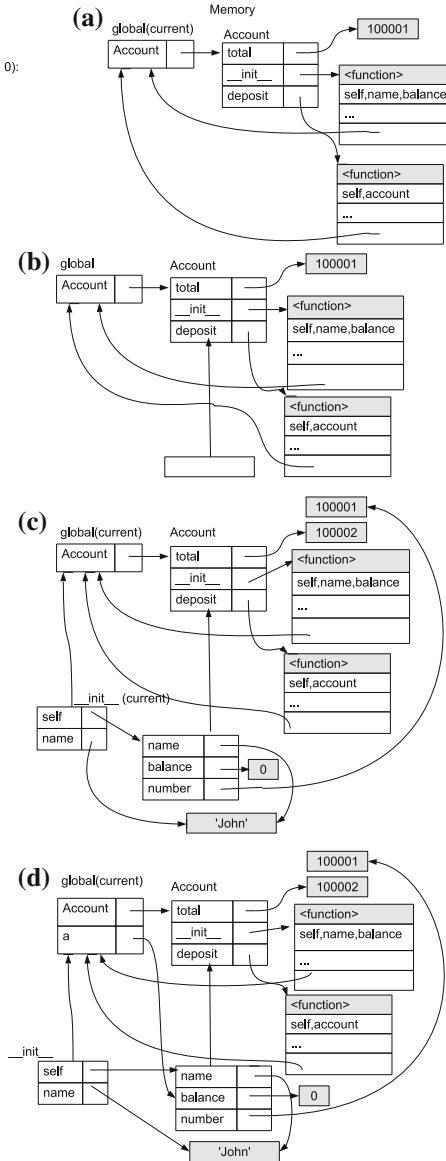 (a)
Memory
global(current)
Account
0):
Account
total
__init__
deposit
100001
<function>
self,name,balance
...
<function>
self,account
...
(b)
global
Account
Account
total
__init__
deposit
100001
<function>
self,name,balance
...
<function>
self,account
...
(c)
100001
100002
global(current)
Account
Account
total
__init__
deposit
<function>
self,name,balance
...
<function>
self,account
...
__init__ (current)
self
name
name
balance
number
0
'John'
(d)
100001
100002
global(current)
Account
Account
a
total
__init__
deposit
<function>
self,name,balance
...
<function>
self,account
...
__init__
self
name
name
balance
number
0
'John'